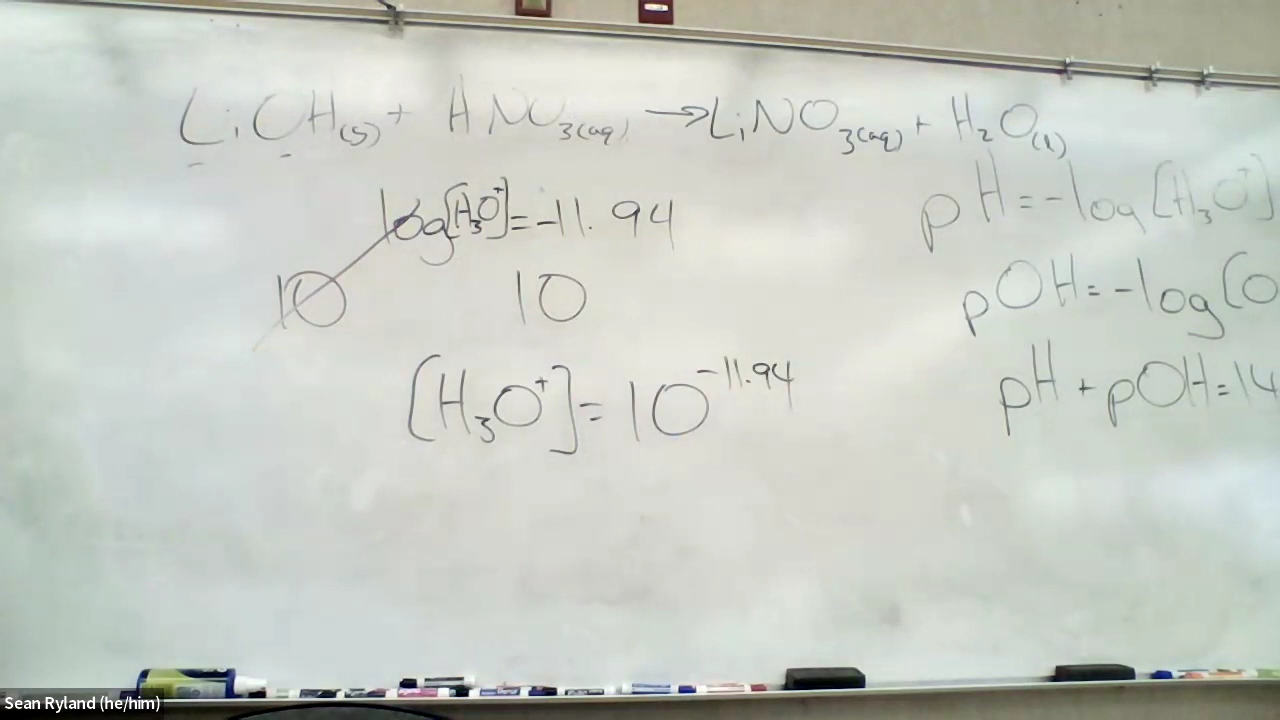 LiOH(s) + HNO3(aq) → LiNO3(aq) + H2O(l)
log[H3O+] = -11.94
10 10
[H3O+] = 10^-11.94
pH = -log[H3O+]
pOH = -log[O
pH + pOH = 14
Sean Ryland (he/him)